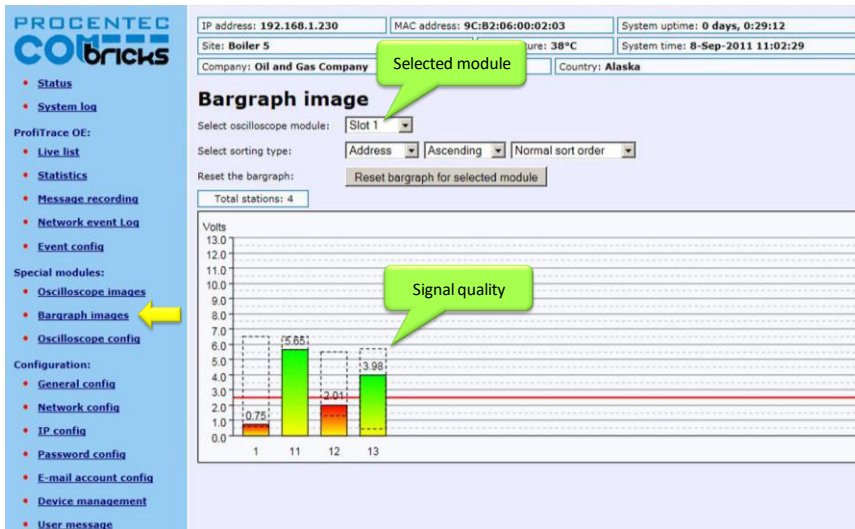 PROCENTEC
COMbricks
IP address: 192.168.1.230 MAC address: 9C:B2:06:00:02:03 System uptime: 0 days, 0:29:12
Site: Boiler 5 ure: 38°C System time: 8-Sep-2011 11:02:29
Company: Oil and Gas Company Country: Alaska
Selected module
Status
System log
ProfiTrace OE:
Live list
Statistics
Message recording
Network event Log
Event config
Special modules:
Oscilloscope images
Bargraph images
Oscilloscope config
Configuration:
General config
Network config
IP config
Password config
E-mail account config
Device management
User message
Bargraph image
Select oscilloscope module: Slot 1
Select sorting type: Address Ascending Normal sort order
Reset the bargraph: Reset bargraph for selected module
Total stations: 4
Volts
13.0
12.0
11.0
10.0
9.0
8.0
7.0
6.0
5.0
4.0
3.0
2.0
1.0
0.0
Signal quality
0.75
5.65
2.01
3.98
1 11 12 13